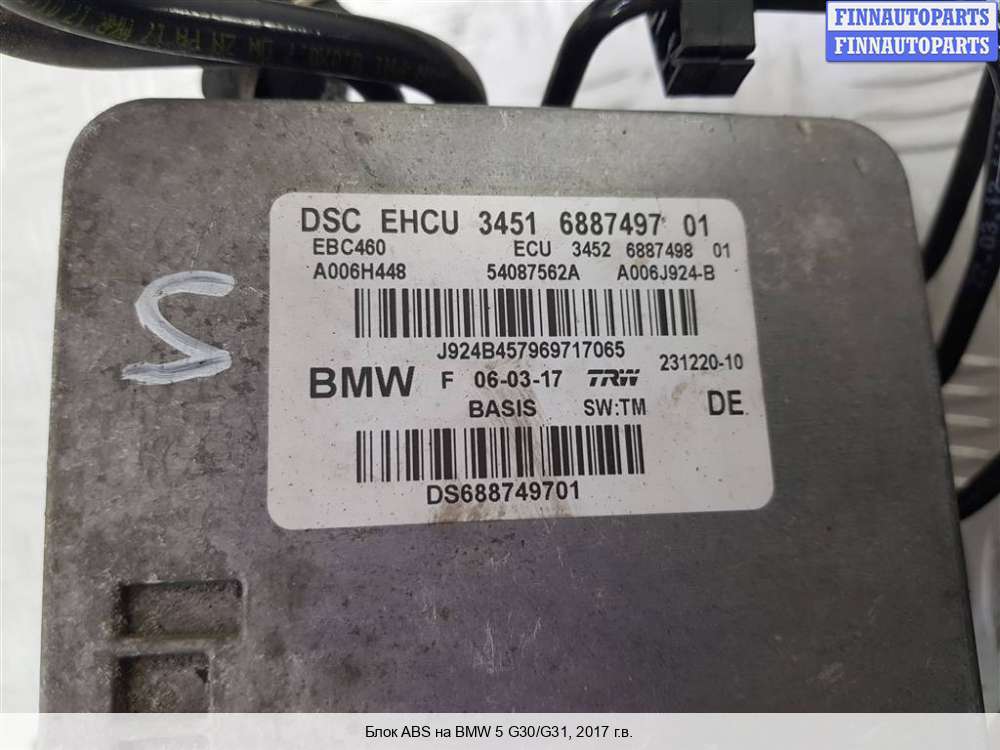 FINNAUTOPARTS
FINNAUTOPARTS
DSC EHCU 3451 6887497 01
EBC460 ECU 3452 6887498 01
A006H448 54087562A A006J924-B
J924B457969717065
231220-10
BMW F 06-03-17 TRW
BASIS SW:TM DE
DS688749701
Блок ABS на BMW 5 G30/G31, 2017 г.в.